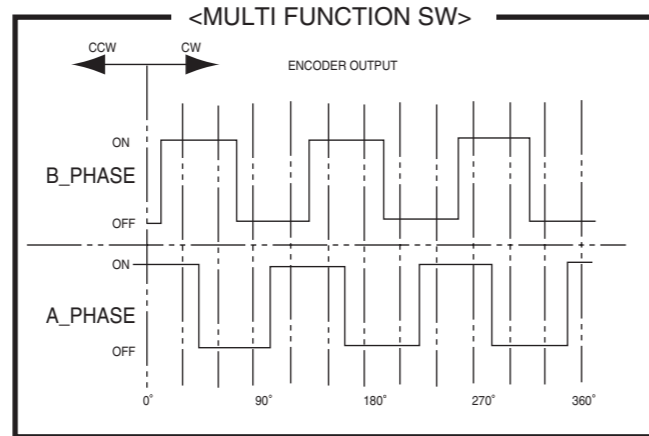 <MULTI FUNCTION SW>
CCW CW
ENCODER OUTPUT
ON
B_PHASE
OFF
ON
A_PHASE
OFF
0° 90° 180° 270° 360°